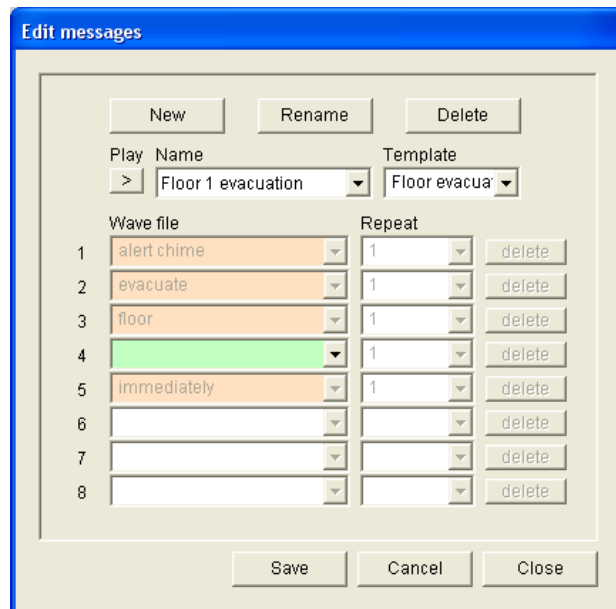 Edit messages
New Rename Delete
Play Name Template
> Floor 1 evacuation Floor evacua
Wave file Repeat
1 alert chime 1 delete
2 evacuate 1 delete
3 floor 1 delete
4 1 delete
5 immediately 1 delete
6 delete
7 delete
8 delete
Save Cancel Close